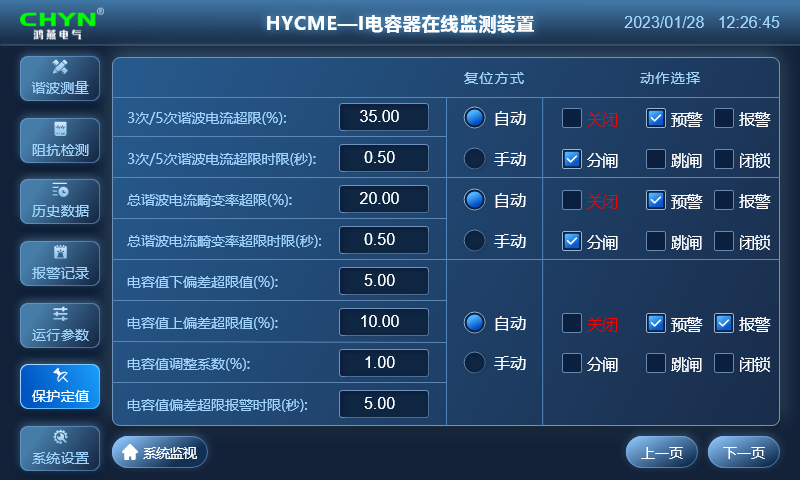 CHYN®
鸿蒸电气
HYCME—I电容器在线监测装置
2023/01/28 12:26:45
谐波测量
阻抗检测
历史数据
报警记录
运行参数
保护定值
系统设置
复位方式 动作选择
3次/5次谐波电流超限(%): 35.00 自动 关闭 预警 报警
3次/5次谐波电流超限时限(秒): 0.50 手动 分闸 跳闸 闭锁
总谐波电流畸变率超限(%): 20.00 自动 关闭 预警 报警
总谐波电流畸变率超限时限(秒): 0.50 手动 分闸 跳闸 闭锁
电容值下偏差超限值(%): 5.00
电容值上偏差超限值(%): 10.00 自动 关闭 预警 报警
电容值调整系数(%): 1.00 手动 分闸 跳闸 闭锁
电容值偏差超限报警时限(秒): 5.00
系统监视 上一页 下一页